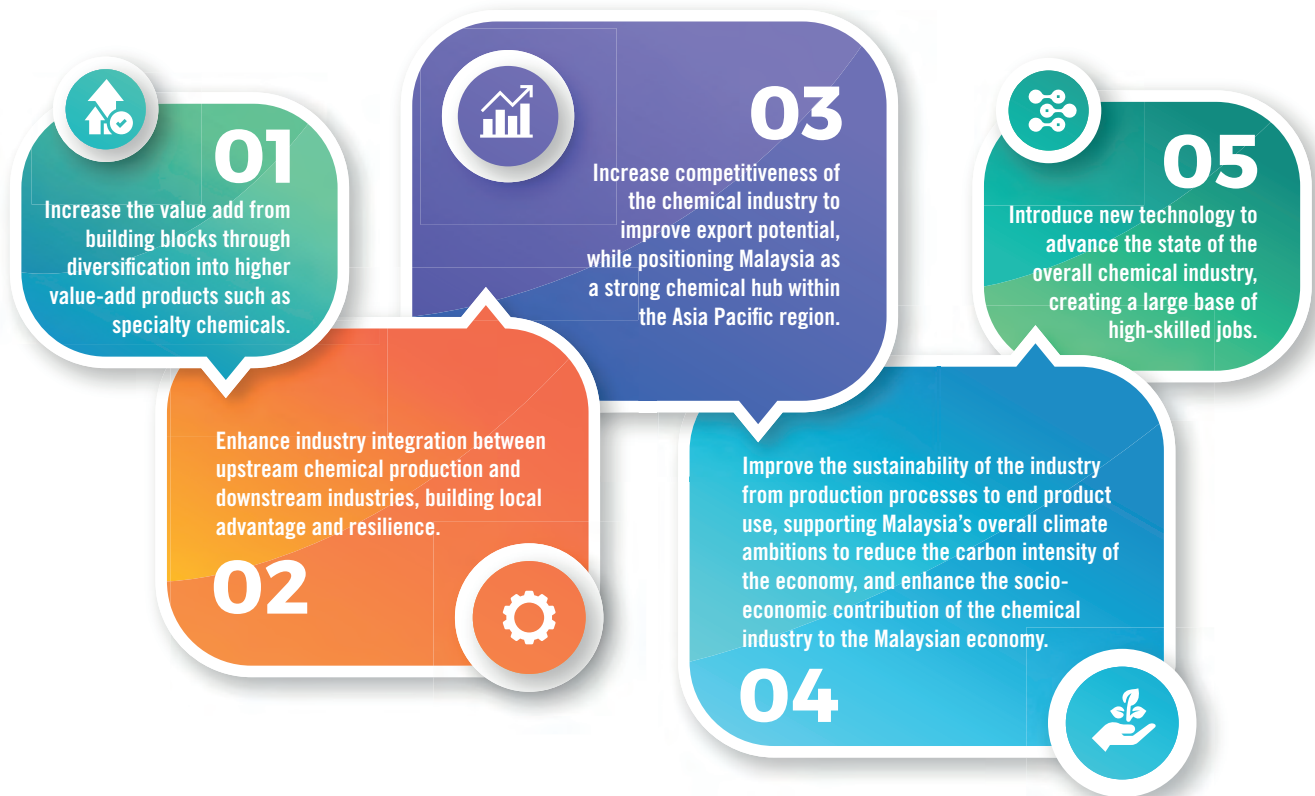 01
Increase the value add from
building blocks through
diversification into higher
value-add products such as
specialty chemicals.
Enhance industry integration between
upstream chemical production and
downstream industries, building local
advantage and resilience.
02
03
Increase competitiveness of
the chemical industry to
improve export potential,
while positioning Malaysia as
a strong chemical hub within
the Asia Pacific region.
Improve the sustainability of the industry
from production processes to end product
use, supporting Malaysia’s overall climate
ambitions to reduce the carbon intensity of
the economy, and enhance the socio-
economic contribution of the chemical
industry to the Malaysian economy.
04
05
Introduce new technology to
advance the state of the
overall chemical industry,
creating a large base of
high-skilled jobs.